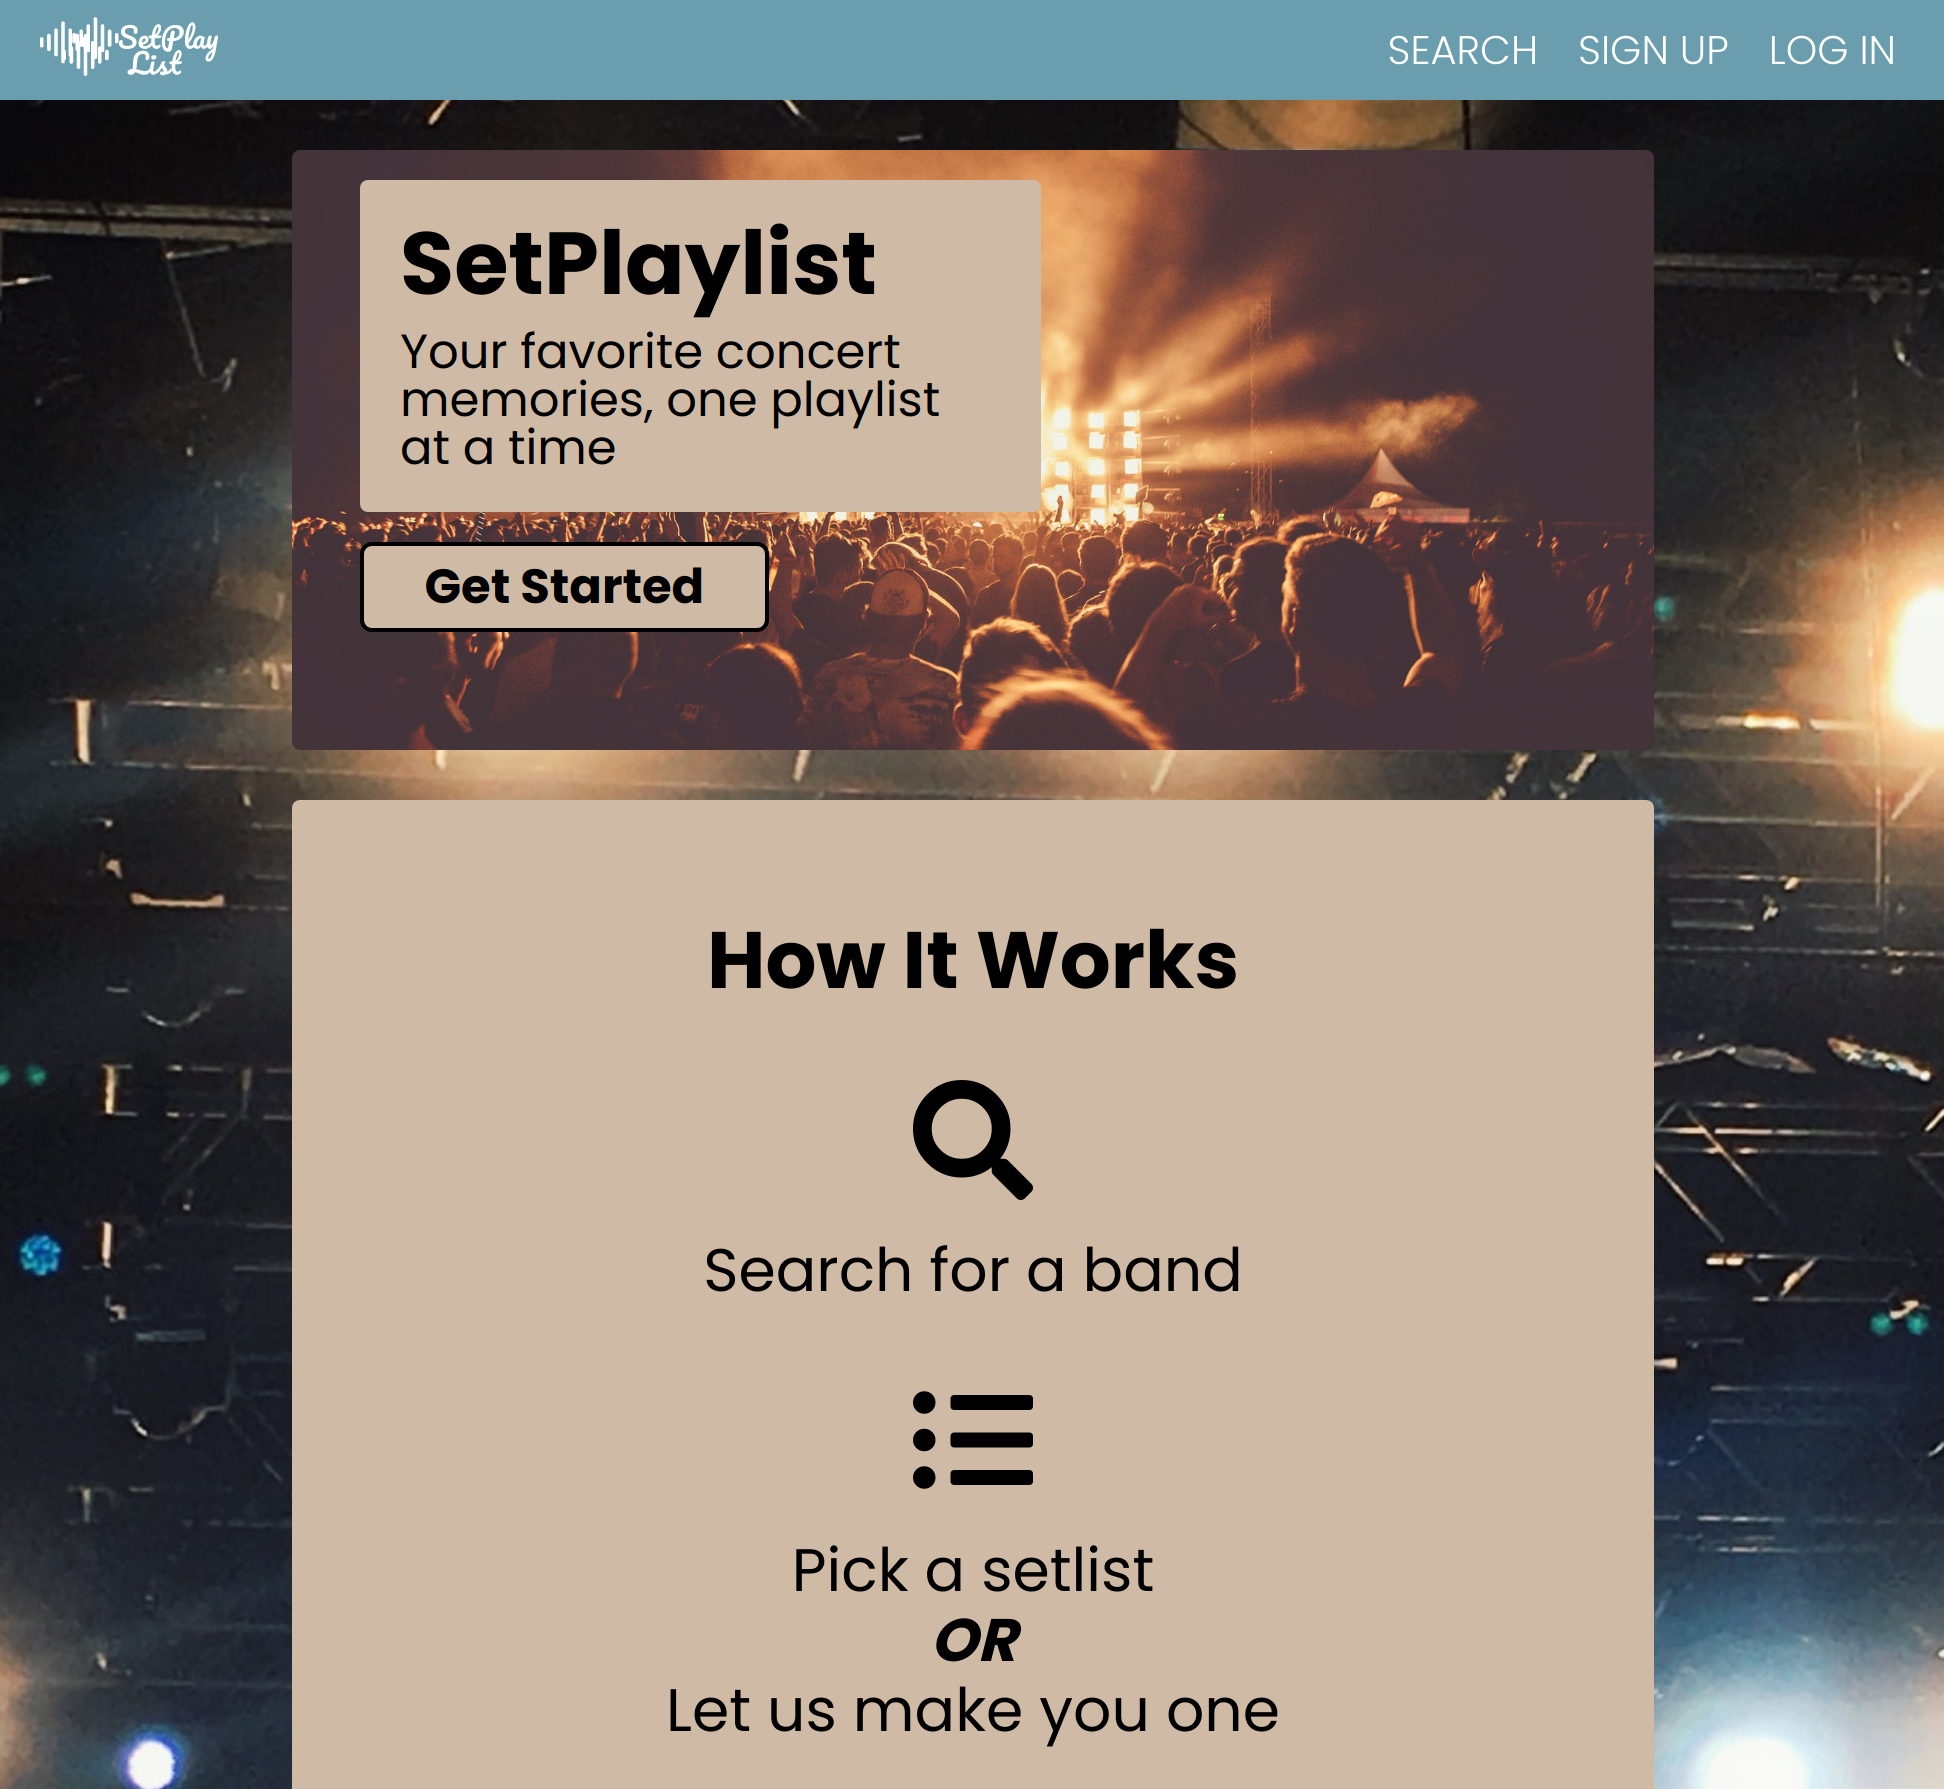 SetPlay
List
SEARCH SIGN UP LOG IN
SetPlaylist
Your favorite concert
memories, one playlist
at a time
Get Started
How It Works
Search for a band
Pick a setlist
OR
Let us make you one